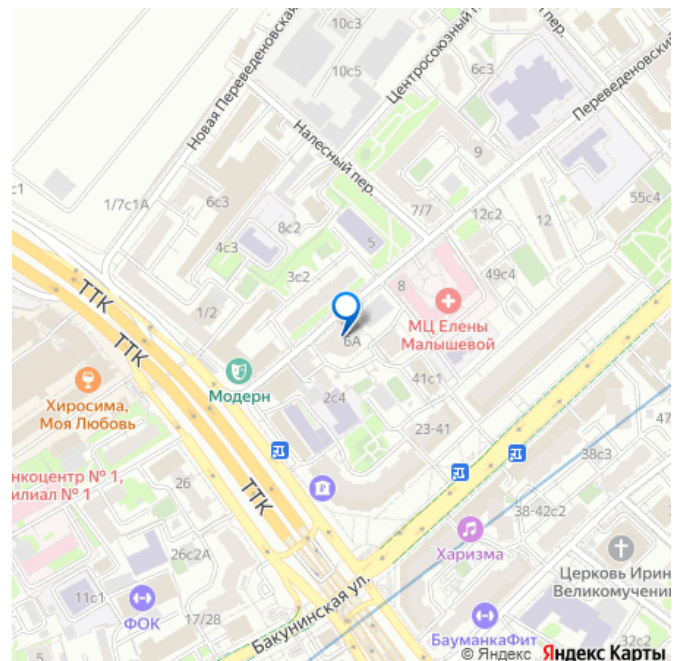 10с3
Центросоюзный п
6с3
Новая Переведеновская
10с5
Переведеновский
Налесный пер.
9
55с4
с1
1/7с1А
6с3
8с2
7/7
12с2
12
5
4с3
3с2
49с4
8
ТТК
1/2
МЦ Елены
Малышевой
6А
ТТК
Модерн
41с1
Хиросима,
Моя Любовь
2с4
23-41
47
38с3
нкоцентр № 1,
илиал № 1
26
ТТК
38-42с2
Харизма
26с2А
Церковь Ирин
Великомучени
11с1
ФОК
17/28
Бакунинская ул.
БауманкаФит
32с2
© Яндекс Яндекс Карты